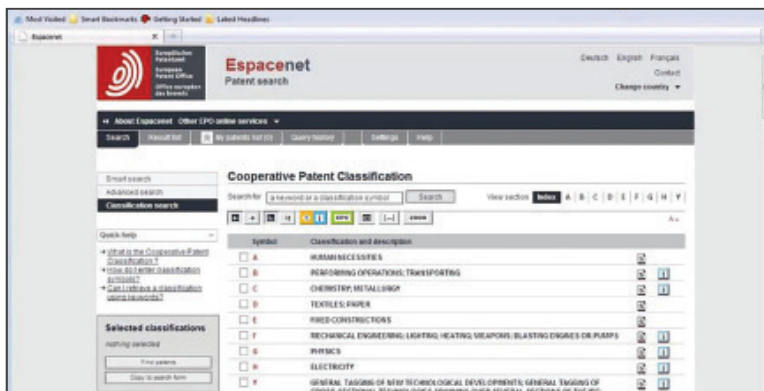 Most Visited Smart Bookmarks Getting Started Latest Headlines
Espacenet
Europäisches Patentamt
European Patent Office
Office européen des brevets
Espacenet
Patent search
Deutsch English Français
Contact
Change country
About Espacenet Other EPO online services
Search Result list My patents list (0) Query history Settings Help
Smart search
Advanced search
Classification search
Quick help
What is the Cooperative Patent Classification ?
How do I enter classification symbols?
Can I retrieve a classification using keywords?
Selected classifications
nothing selected
Find patents
Copy to search form
Cooperative Patent Classification
Search for a keyword or a classification symbol Search View section Index A B C D E F G H Y
Symbol Classification and description
A HUMAN NECESSITIES
B PERFORMING OPERATIONS; TRANSPORTING
C CHEMISTRY; METALLURGY
D TEXTILES; PAPER
E FIXED CONSTRUCTIONS
F MECHANICAL ENGINEERING; LIGHTING; HEATING; WEAPONS; BLASTING ENGINES OR PUMPS
G PHYSICS
H ELECTRICITY
Y GENERAL TAGGING OF NEW TECHNOLOGICAL DEVELOPMENTS; GENERAL TAGGING OF